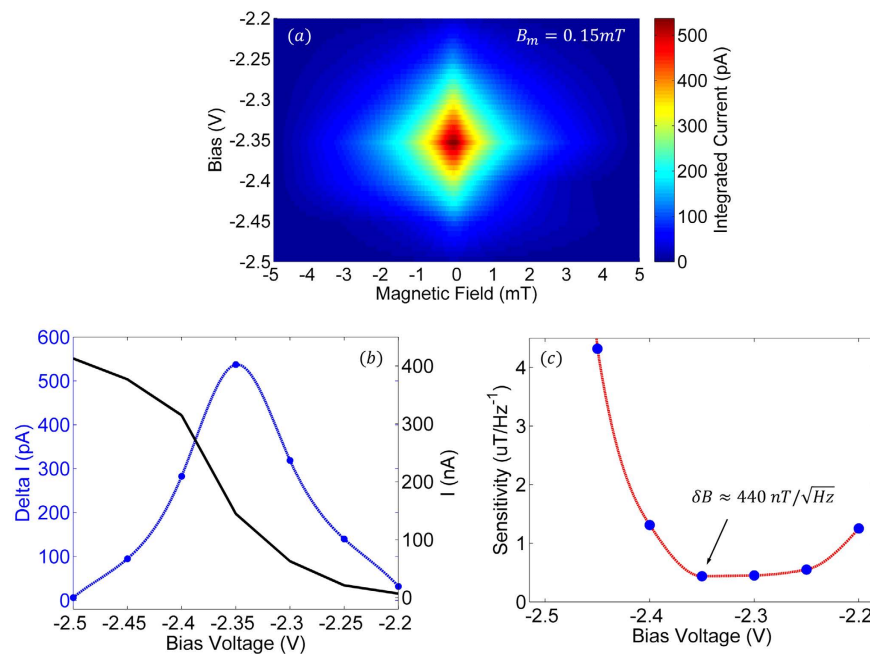 (a)
B_m = 0.15mT
-2.2
-2.3
-2.35
-2.4
-2.45
-2.5
Bias (V)
-5 -4 -3 -2 -1 0 1 2 3 4 5
Magnetic Field (mT)
500
400
300
200
100
0
Integrated Current (pA)
(b)
600
500
400
300
200
100
0
Delta I (pA)
400
300
200
100
0
I (nA)
-2.5 -2.45 -2.4 -2.35 -2.3 -2.25 -2.2
Bias Voltage (V)
(c)
4
3
2
1
0
Sensitivity (uT/Hz⁻¹)
δB ≈ 440 nT/√Hz
-2.5 -2.4 -2.3 -2.2
Bias Voltage (V)